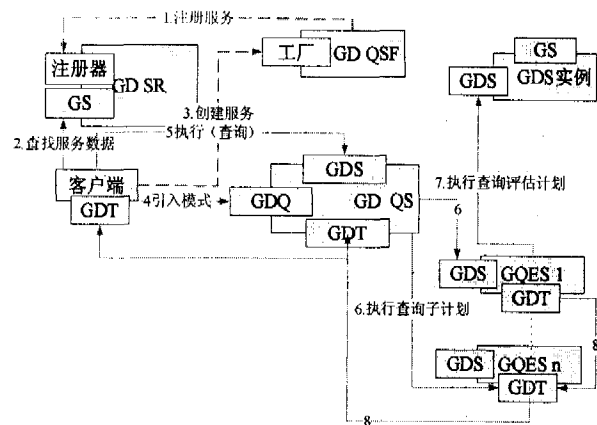 1.注册服务
注册器
GD SR
GS
工厂
GD QSF
GS
GDS
GDS实例
3.创建服务
5执行（查询）
2.查找服务数据
客户端
GDT
4引入模式
GDS
GDQ
GD QS
GDT
7.执行查询评估计划
6
GDS
GQES 1
GDT
6.执行查询子计划
8
GDS
GQES n
GDT
8